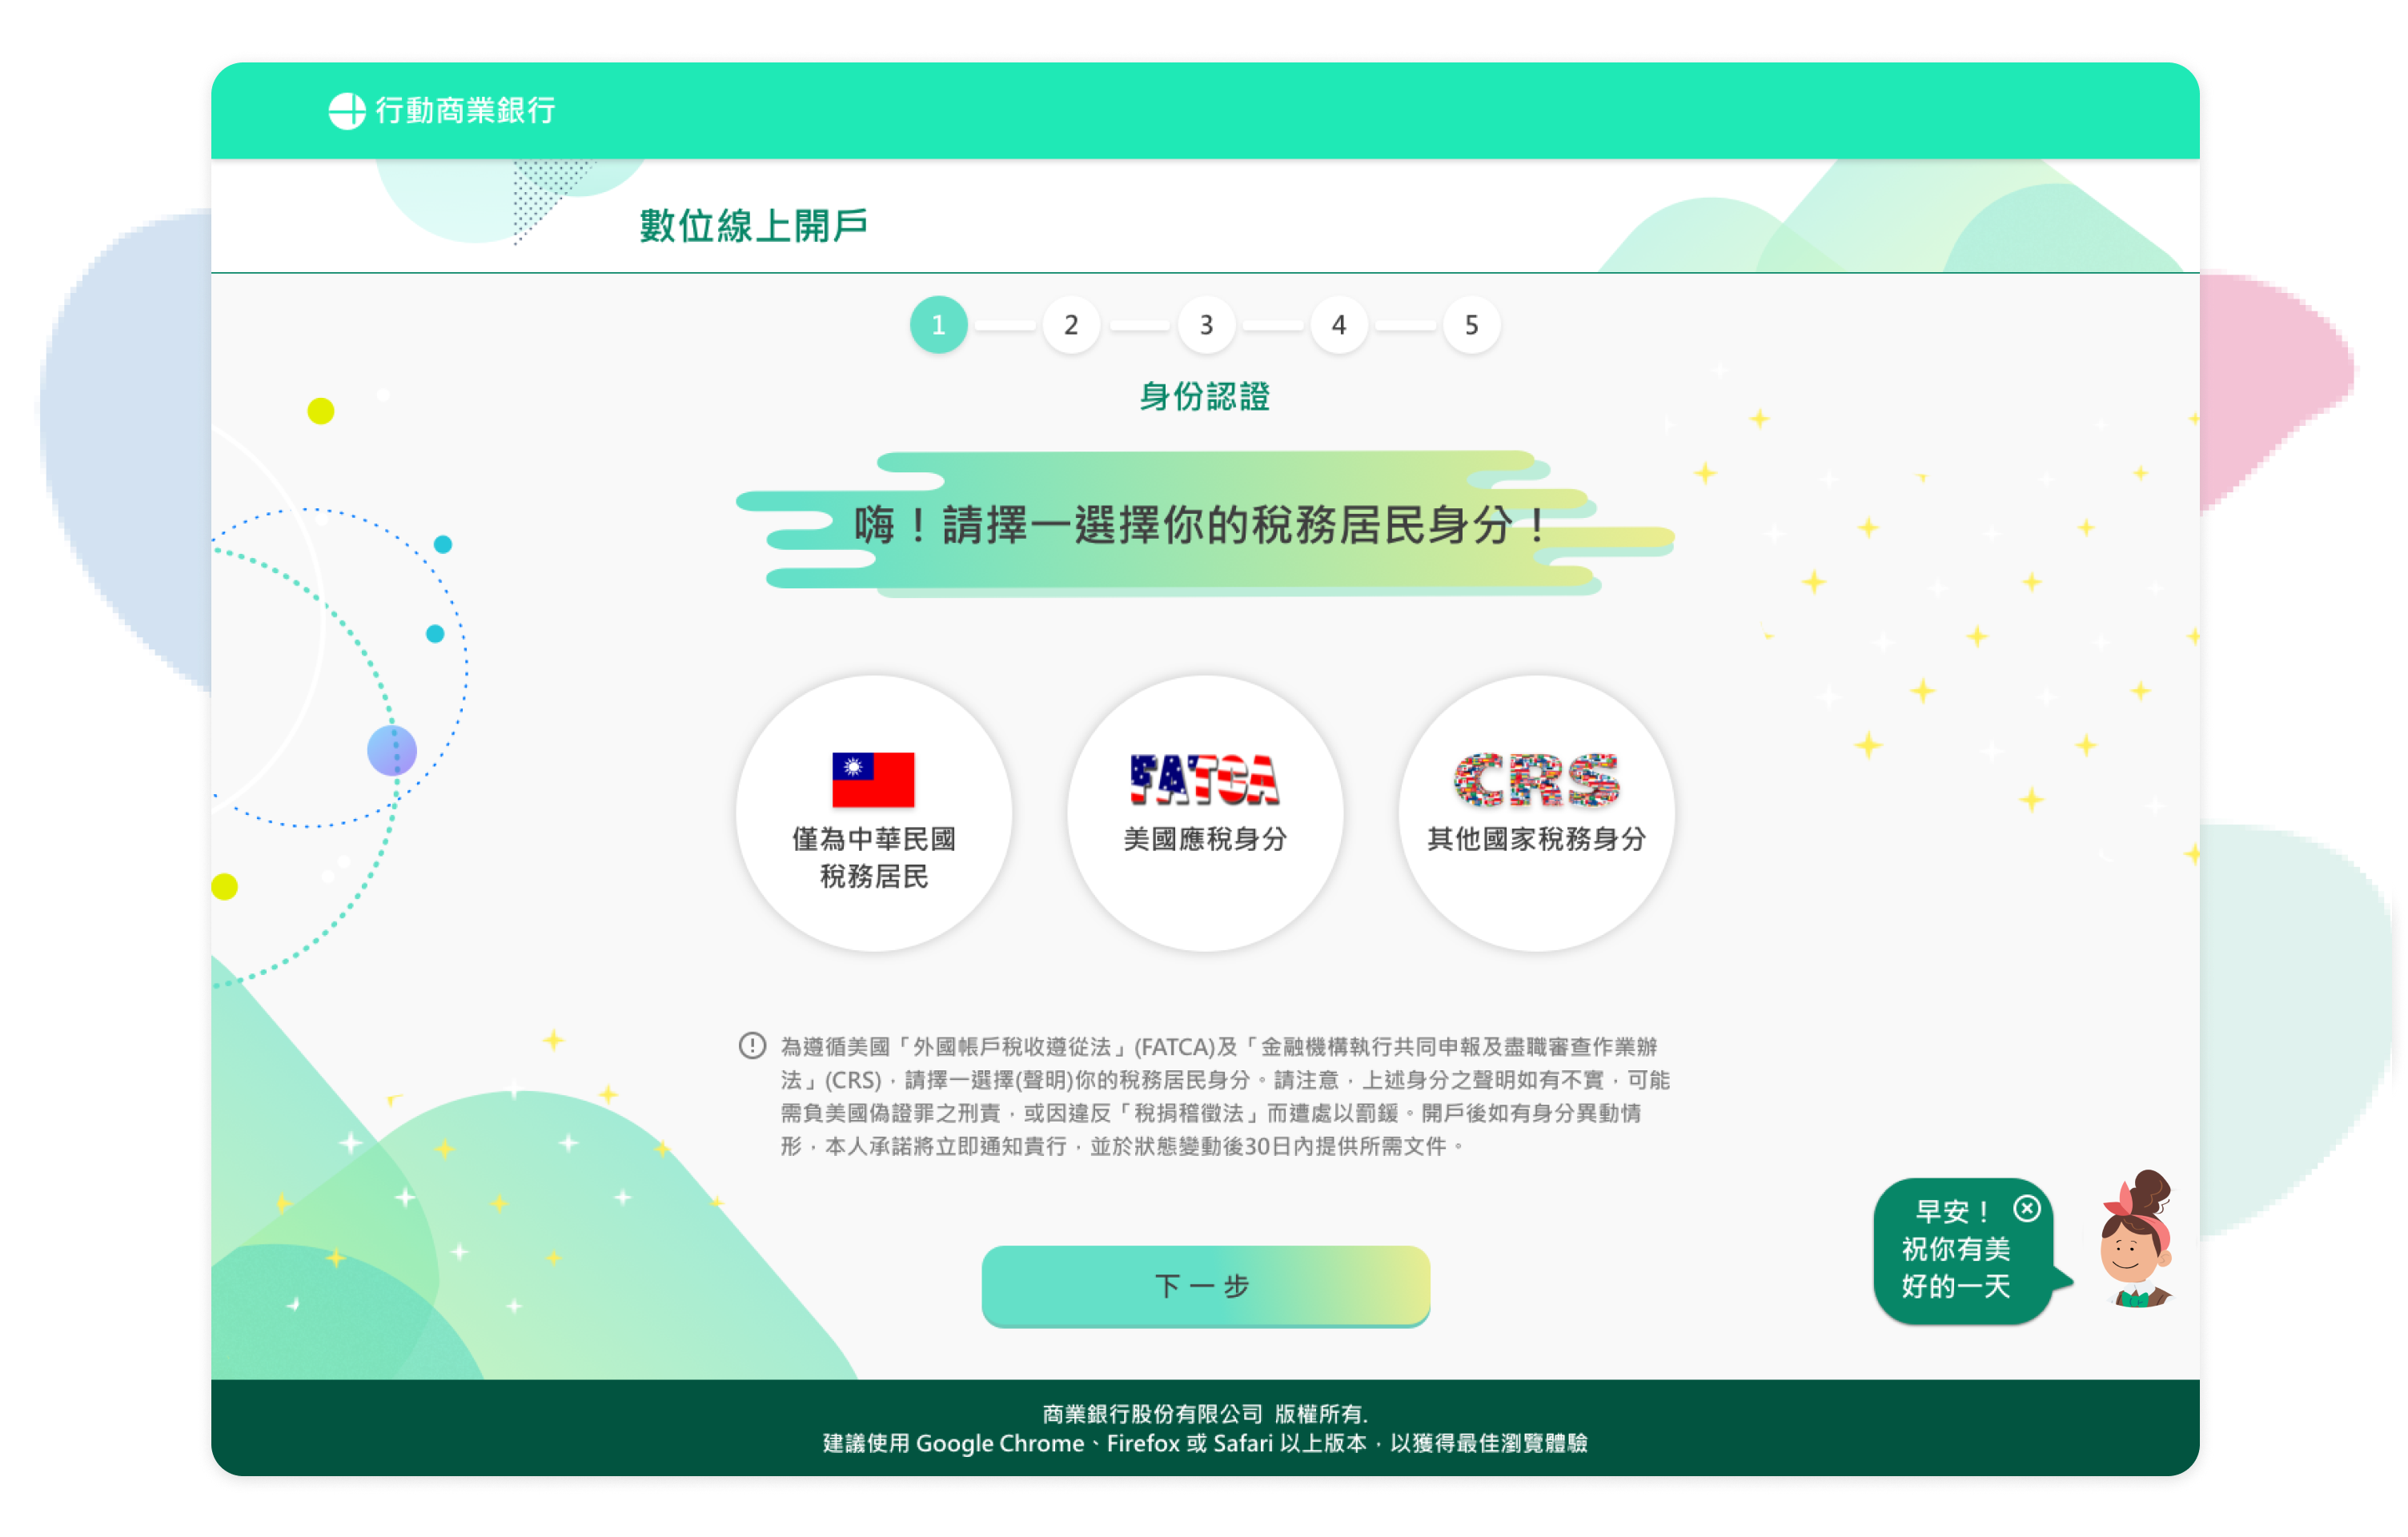 行動商業銀行
數位線上開戶
1 2 3 4 5
身份認證
嗨！請擇一選擇你的稅務居民身分！
僅為中華民國
稅務居民
FATCA
美國應稅身分
CRS
其他國家稅務身分
為遵循美國「外國帳戶稅收遵從法」(FATCA)及「金融機構執行共同申報及盡職審查作業辦
法」(CRS)，請擇一選擇(聲明)你的稅務居民身分。請注意，上述身分之聲明如有不實，可能
需負美國偽證罪之刑責，或因違反「稅捐稽徵法」而遭處以罰鍰。開戶後如有身分異動情
形，本人承諾將立即通知貴行，並於狀態變動後30日內提供所需文件。
下一步
早安！
祝你有美
好的一天
商業銀行股份有限公司 版權所有.
建議使用 Google Chrome、Firefox 或 Safari 以上版本，以獲得最佳瀏覽體驗